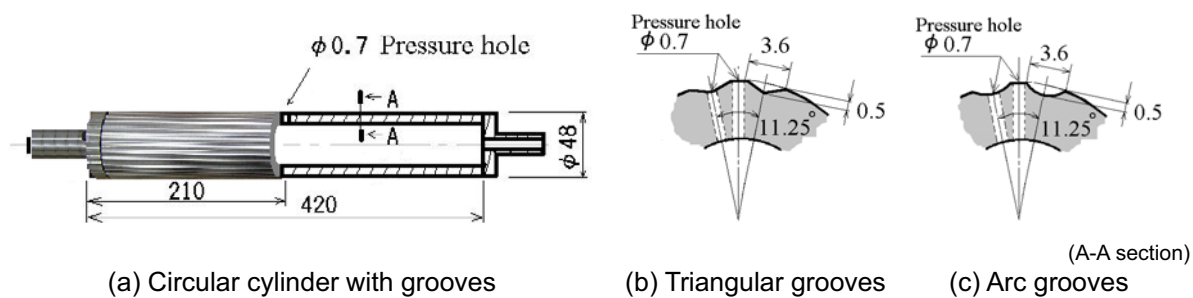 φ0.7 Pressure hole
A
A
φ48
210
420
(a) Circular cylinder with grooves
Pressure hole
φ0.7
3.6
0.5
11.25°
(b) Triangular grooves
Pressure hole
φ0.7
3.6
0.5
11.25°
(A-A section)
(c) Arc grooves